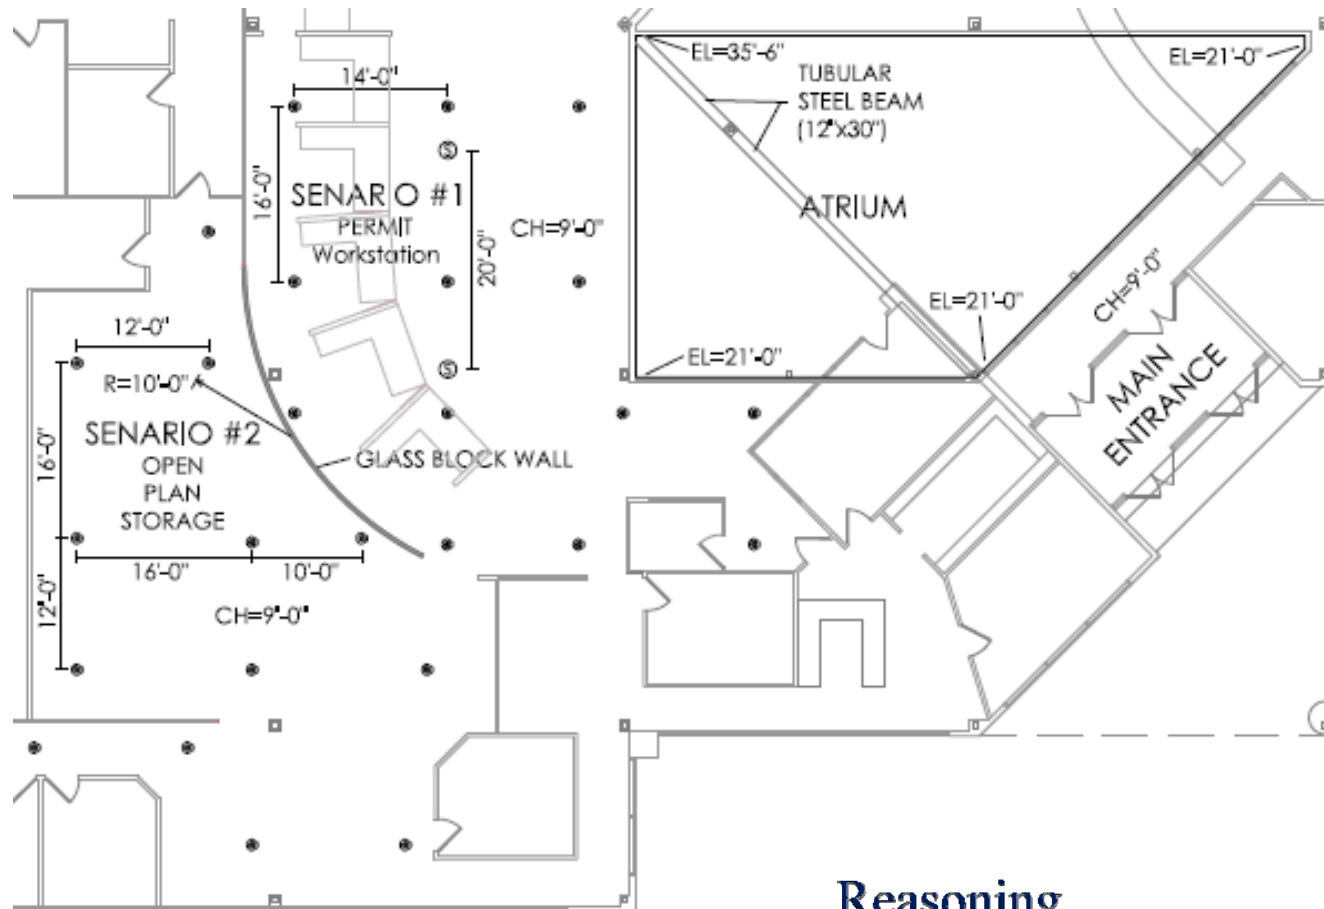 EL=35'-6"
EL=21'-0"
TUBULAR
STEEL BEAM
(12"x30")
14'-0"
16'-0"
SENARIO #1
PERMIT
Workstation
S
20'-0"
CH=9'-0"
ATRIUM
EL=21'-0"
CH=9'-0"
12'-0"
R=10'-0"
EL=21'-0"
MAIN
ENTRANCE
SENARIO #2
OPEN
PLAN
STORAGE
16'-0"
S
GLASS BLOCK WALL
16'-0"
10'-0"
12'-0"
CH=9'-0"
Reasoning